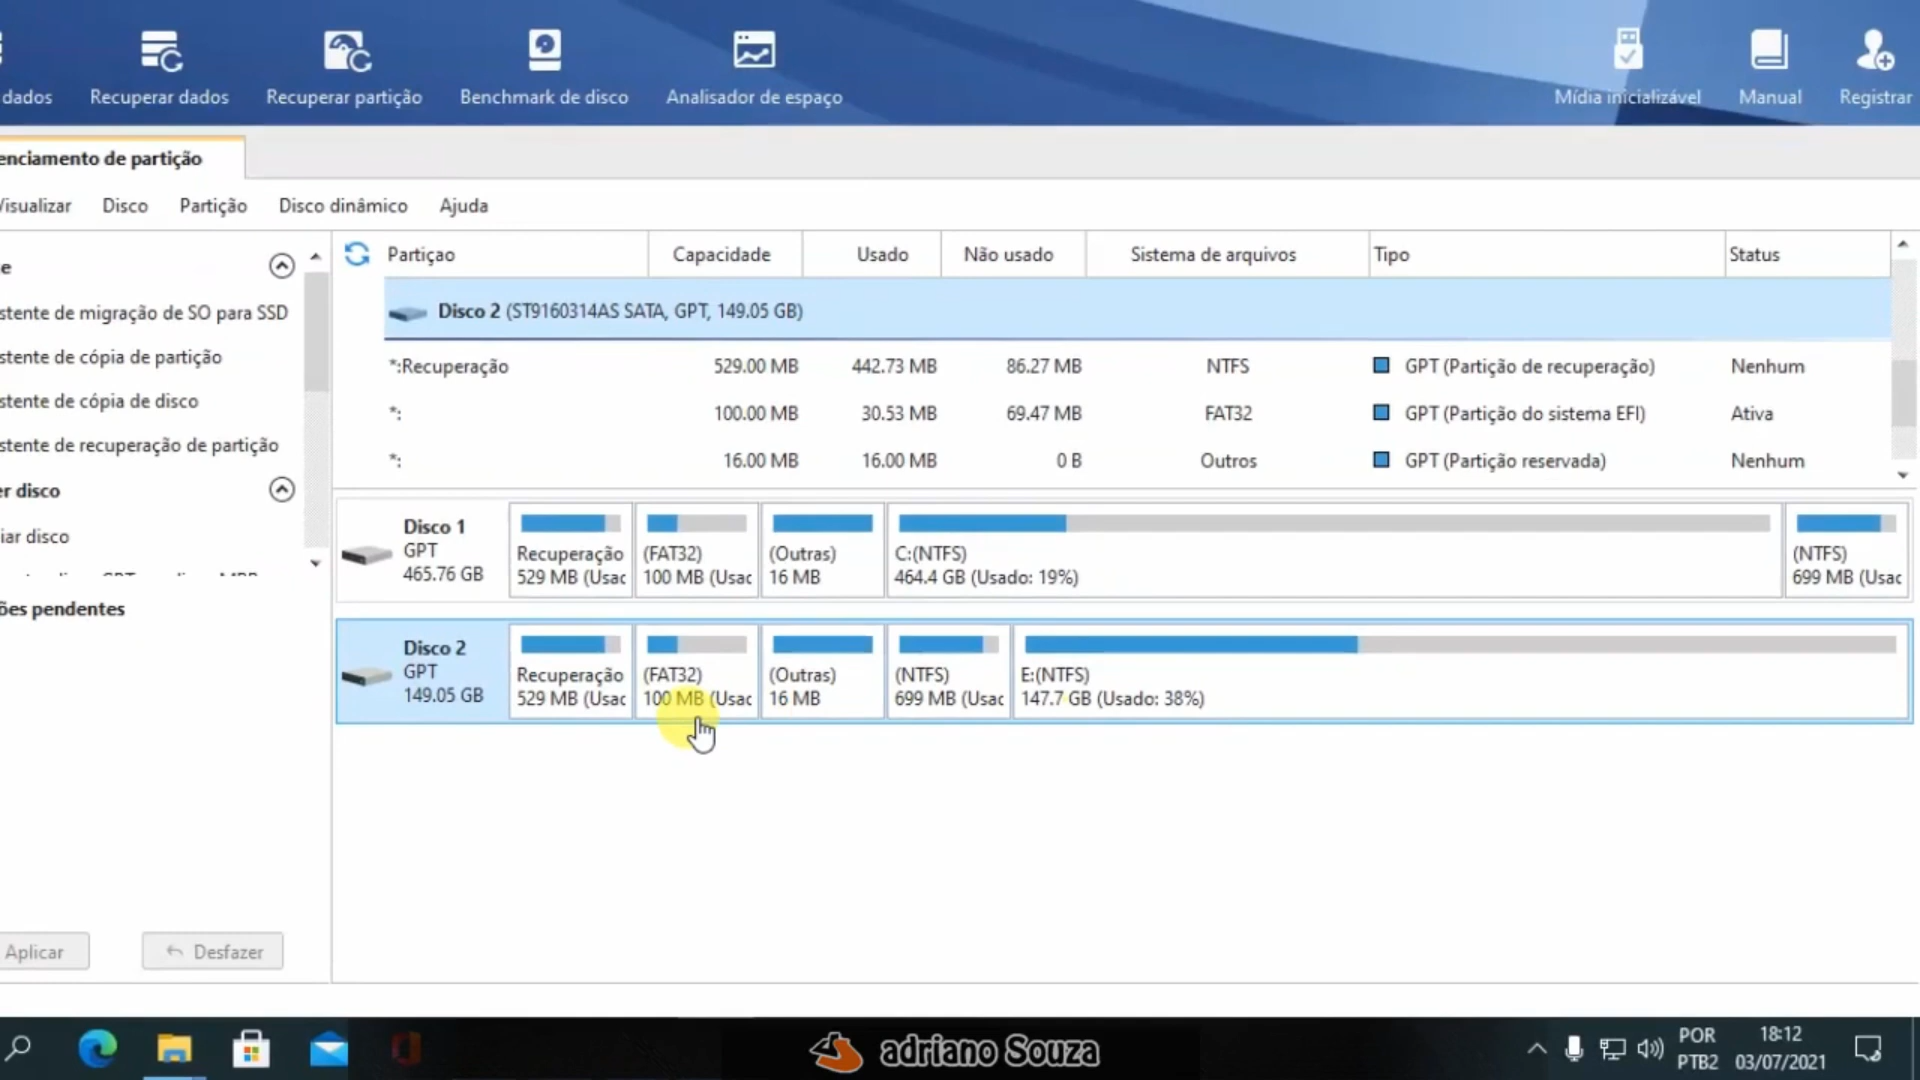 dados
Recuperar dados
Recuperar partição
Benchmark de disco
Analisador de espaço
Mídia inicializável
Manual
Registrar
enciamento de partição
Visualizar
Disco
Partição
Disco dinâmico
Ajuda
e
stente de migração de SO para SSD
stente de cópia de partição
stente de cópia de disco
stente de recuperação de partição
er disco
iar disco
ões pendentes
Aplicar
Desfazer
Partiçao Capacidade Usado Não usado Sistema de arquivos Tipo Status
Disco 2 (ST9160314AS SATA, GPT, 149.05 GB)
*:Recuperação 529.00 MB 442.73 MB 86.27 MB NTFS GPT (Partição de recuperação) Nenhum
*: 100.00 MB 30.53 MB 69.47 MB FAT32 GPT (Partição do sistema EFI) Ativa
*: 16.00 MB 16.00 MB 0 B Outros GPT (Partição reservada) Nenhum
Disco 1
GPT
465.76 GB
Recuperação
529 MB (Usac
(FAT32)
100 MB (Usac
(Outras)
16 MB
C:(NTFS)
464.4 GB (Usado: 19%)
(NTFS)
699 MB (Usac
Disco 2
GPT
149.05 GB
Recuperação
529 MB (Usac
(FAT32)
100 MB (Usac
(Outras)
16 MB
(NTFS)
699 MB (Usac
E:(NTFS)
147.7 GB (Usado: 38%)
adriano Souza
POR
PTB2
18:12
03/07/2021